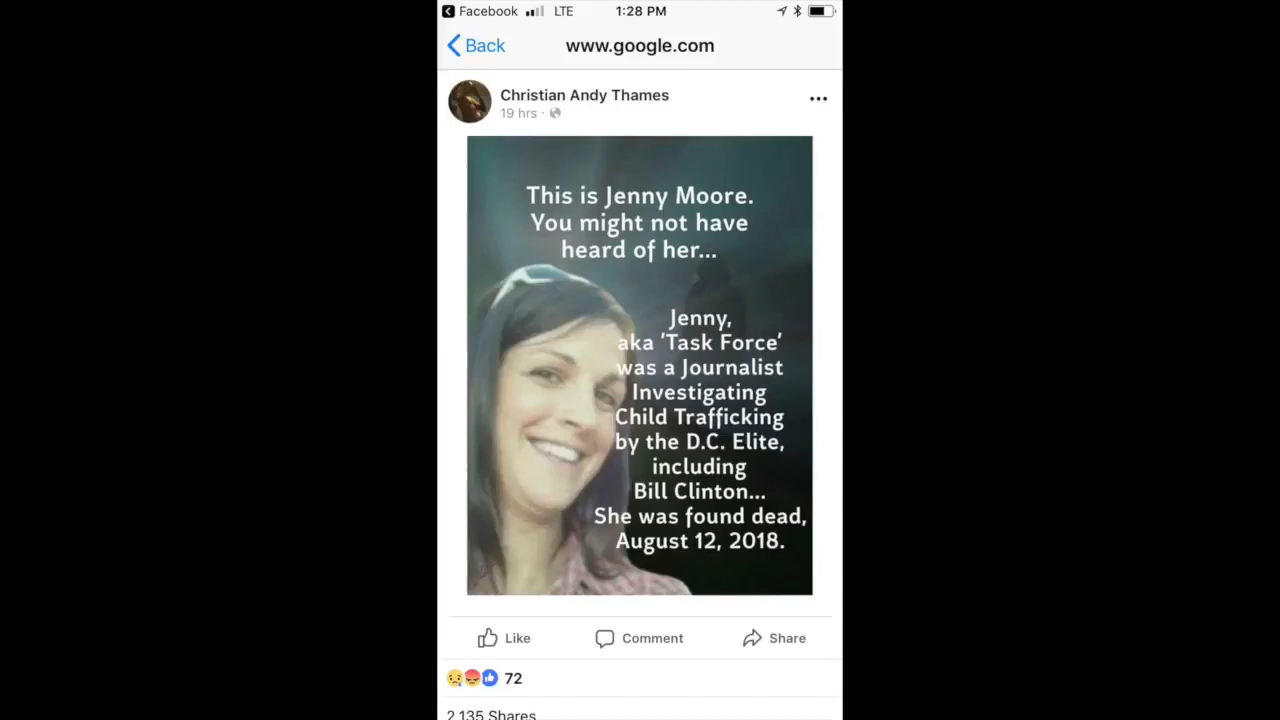 Facebook LTE 1:28 PM
Back www.google.com
Christian Andy Thames
19 hrs ·
This is Jenny Moore.
You might not have
heard of her...
Jenny,
aka 'Task Force'
was a Journalist
Investigating
Child Trafficking
by the D.C. Elite,
including
Bill Clinton...
She was found dead,
August 12, 2018.
Like Comment Share
72
2,135 Shares